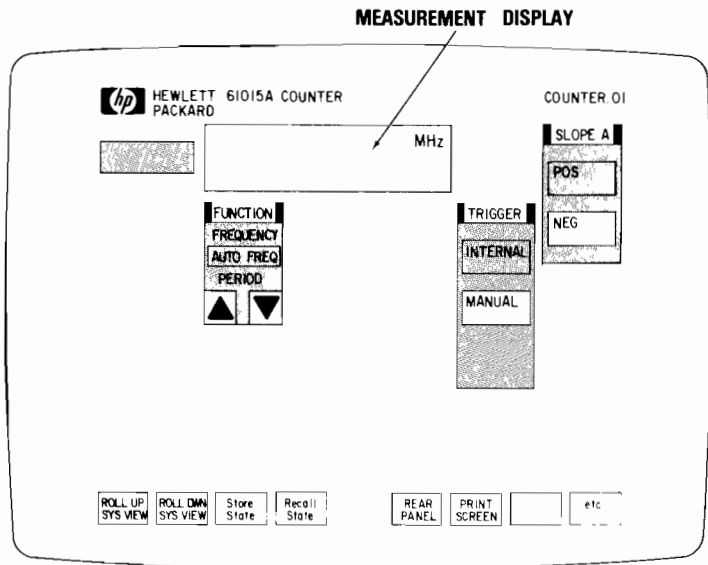 MEASUREMENT DISPLAY
hp HEWLETT 61015A COUNTER
PACKARD
COUNTER.01
MHz
SLOPE A
POS
NEG
FUNCTION
FREQUENCY
AUTO FREQ
PERIOD
TRIGGER
INTERNAL
MANUAL
ROLL UP
SYS VIEW
ROLL DWN
SYS VIEW
Store
State
Recall
State
REAR
PANEL
PRINT
SCREEN
etc